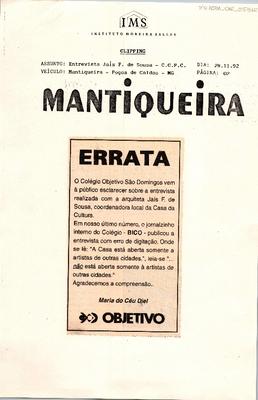 IMS
INSTITUTO MOREIRA SALLES
CLIPPING
ASSUNTO: Entrevista Jaís F. de Sousa - C.C.P.C. DIA: 28.11.92
VEÍCULO: Mantiqueira - Poços de Caldas - MG PÁGINA: 07
MANTIQUEIRA
ERRATA
O Colégio Objetivo São Domingos vem
à público esclarecer sobre a entrevista
realizada com a arquiteta Jaís F. de
Sousa, coordenadora local da Casa da
Cultura.
Em nosso último número, o jornalzinho
interno do Colégio - BICO - publicou a
entrevista com erro de digitação. Onde
se lê: "A Casa está aberta somente a
artistas de outras cidades.", leia-se "...
não está aberta somente à artistas de
outras cidades."
Agradecemos a compreensão.
Maria do Céu Diel
OBJETIVO